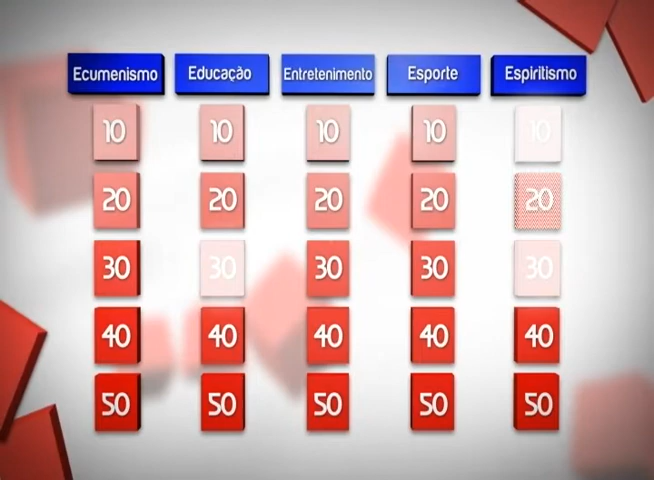 Ecumenismo Educação Entretenimento Esporte Espiritismo
10 10 10 10 10
20 20 20 20 20
30 30 30 30 30
40 40 40 40 40
50 50 50 50 50